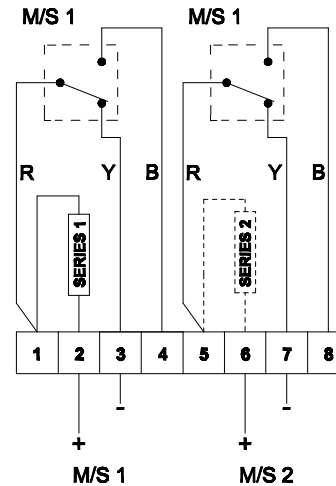 M/S 1 M/S 1
R Y B R Y B
SERIES 1 SERIES 2
1 2 3 4 5 6 7 8
- -
+ +
M/S 1 M/S 2